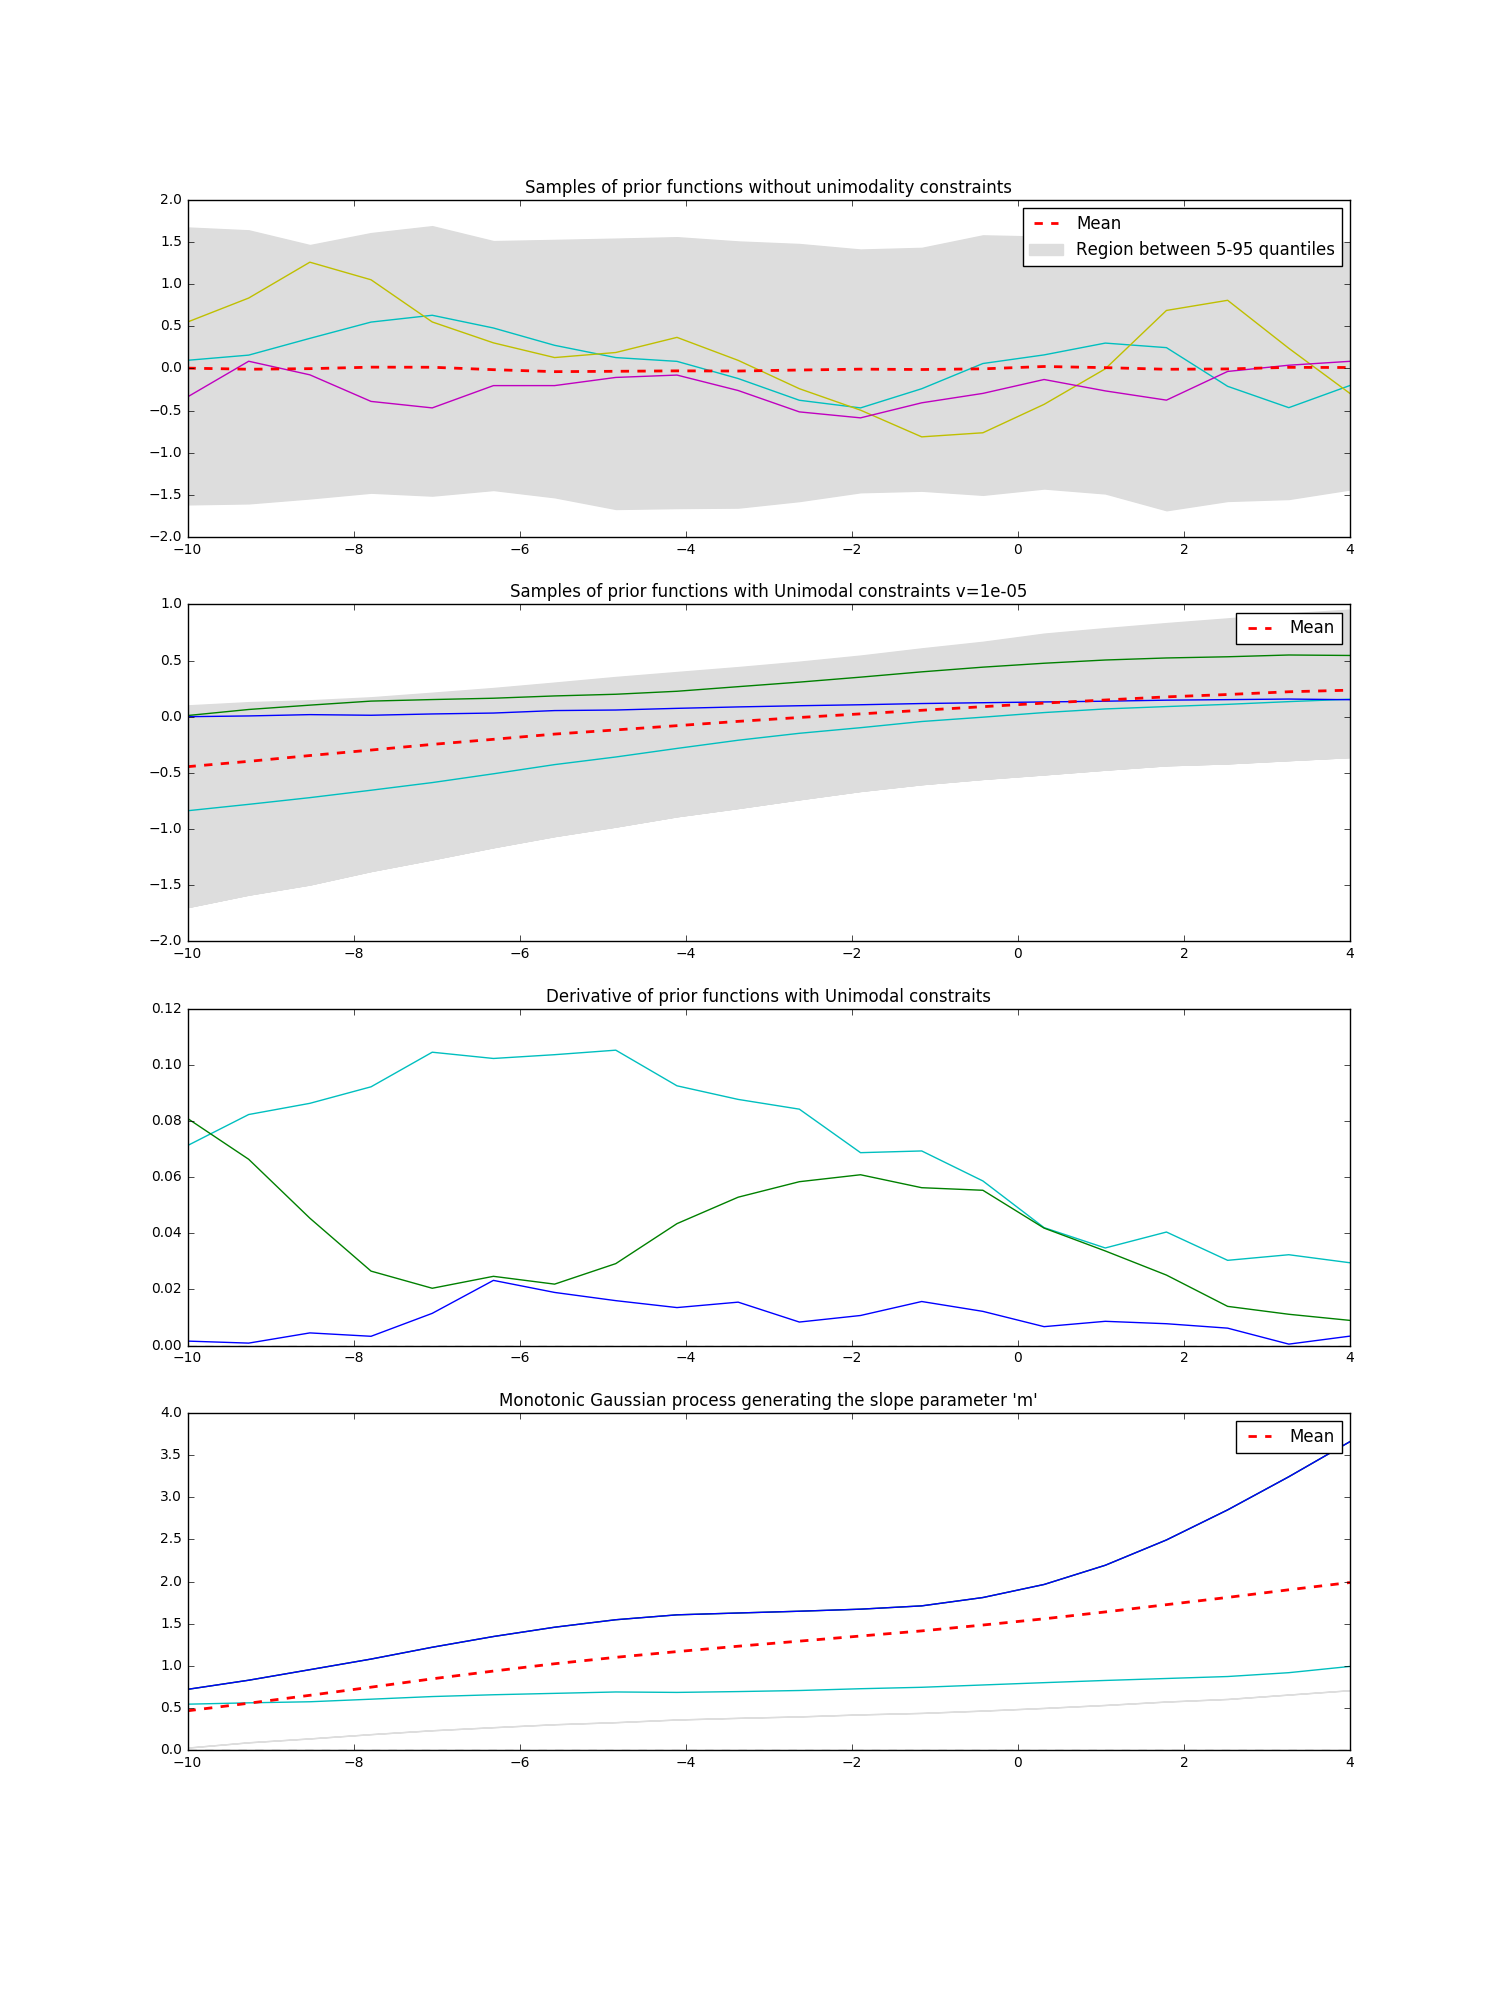 Samples of prior functions without unimodality constraints
2.0
1.5
1.0
0.5
0.0
−0.5
−1.0
−1.5
−2.0
Mean
Region between 5-95 quantiles
−10 −8 −6 −4 −2 0 2 4
Samples of prior functions with Unimodal constraints v=1e-05
1.0
0.5
0.0
−0.5
−1.0
−1.5
−2.0
Mean
−10 −8 −6 −4 −2 0 2 4
Derivative of prior functions with Unimodal constraits
0.12
0.10
0.08
0.06
0.04
0.02
0.00
−10 −8 −6 −4 −2 0 2 4
Monotonic Gaussian process generating the slope parameter 'm'
4.0
3.5
3.0
2.5
2.0
1.5
1.0
0.5
0.0
Mean
−10 −8 −6 −4 −2 0 2 4